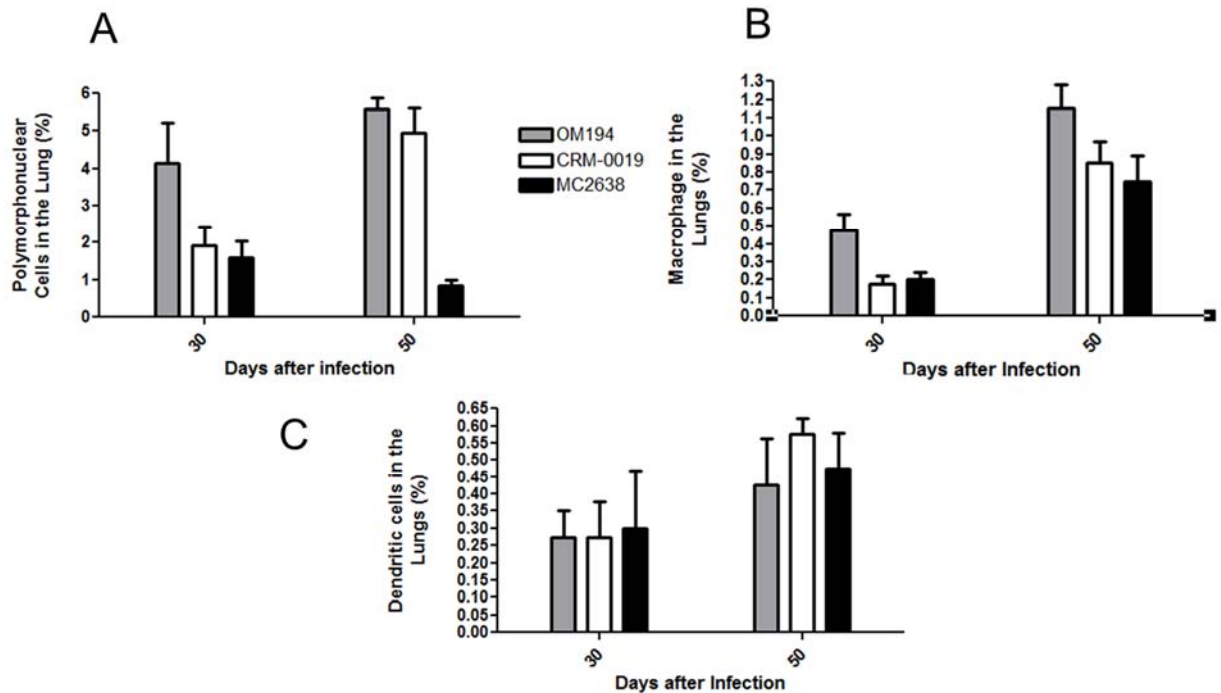 A
Polymorphonuclear
Cells in the Lung (%)
6
5
4
3
2
1
0
30
50
Days after infection
OM194
CRM-0019
MC2638
B
Macrophage in the
Lungs (%)
1.3
1.2
1.0
0.9
0.8
0.7
0.6
0.5
0.4
0.3
0.2
0.1
0.0
30
50
Days after Infection
C
Dendritic cells in the
Lungs (%)
0.65
0.60
0.55
0.50
0.45
0.40
0.35
0.30
0.25
0.20
0.15
0.10
0.05
0.00
30
50
Days after Infection